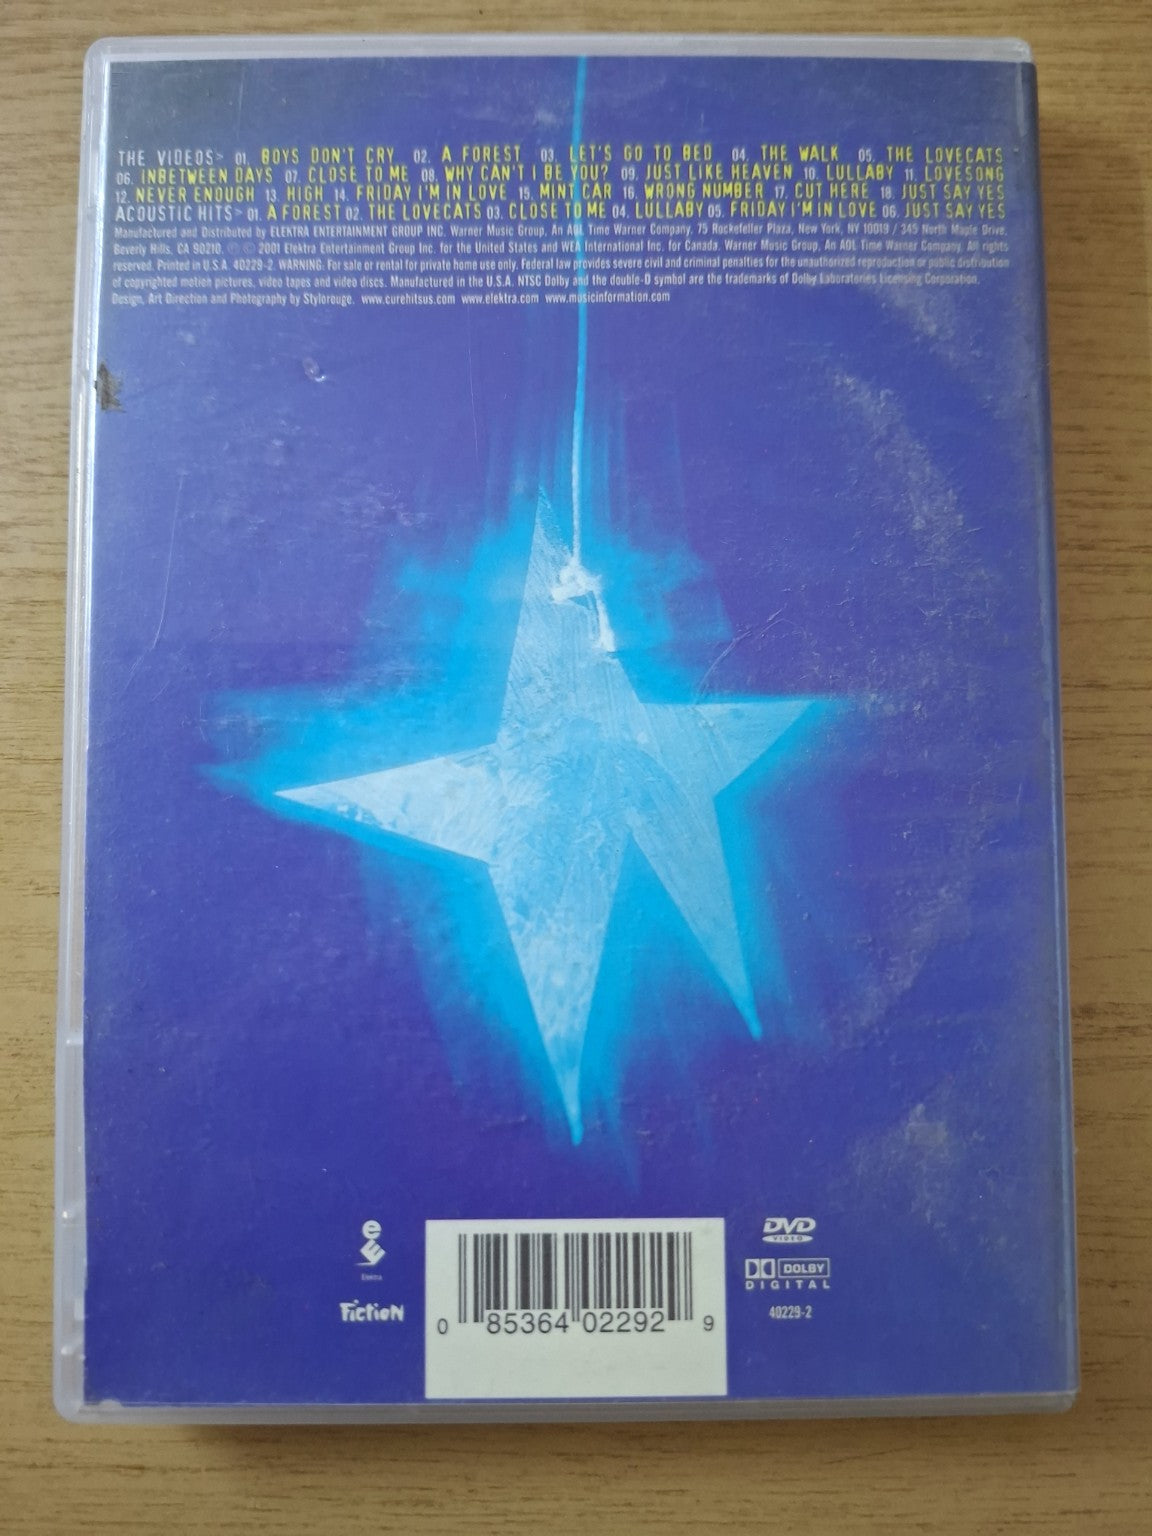 THE VIDEOS> 01. BOYS DON'T CRY 02. A FOREST 03. LET'S GO TO BED 04. THE WALK 05. THE LOVECATS
06. INBETWEEN DAYS 07. CLOSE TO ME 08. WHY CAN'T I BE YOU? 09. JUST LIKE HEAVEN 10. LULLABY 11. LOVESONG
12. NEVER ENOUGH 13. HIGH 14. FRIDAY I'M IN LOVE 15. MINT CAR 16. WRONG NUMBER 17. CUT HERE 18. JUST SAY YES
ACOUSTIC HITS> 01. A FOREST 02. THE LOVECATS 03. CLOSE TO ME 04. LULLABY 05. FRIDAY I'M IN LOVE 06. JUST SAY YES
Manufactured and Distributed by ELEKTRA ENTERTAINMENT GROUP INC. Warner Music Group, An AOL Time Warner Company. 75 Rockefeller Plaza, New York, NY 10019 / 345 North Maple Drive,
Beverly Hills, CA 90210. ℗ © 2001 Elektra Entertainment Group Inc. for the United States and WEA International Inc. for Canada. Warner Music Group, An AOL Time Warner Company. All rights
reserved. Printed in U.S.A. 40229-2. WARNING: For sale or rental for private home use only. Federal law provides severe civil and criminal penalties for the unauthorized reproduction or public distribution
of copyrighted motion pictures, video tapes and video discs. Manufactured in the U.S.A. NTSC Dolby and the double-D symbol are the trademarks of Dolby Laboratories Licensing Corporation.
Design, Art Direction and Photography by Stylorouge. www.curehitsus.com www.elektra.com www.musicinformation.com
e
Elektra
Fiction
0 85364 02292 9
DVD
VIDEO
DOLBY
DIGITAL
40229-2